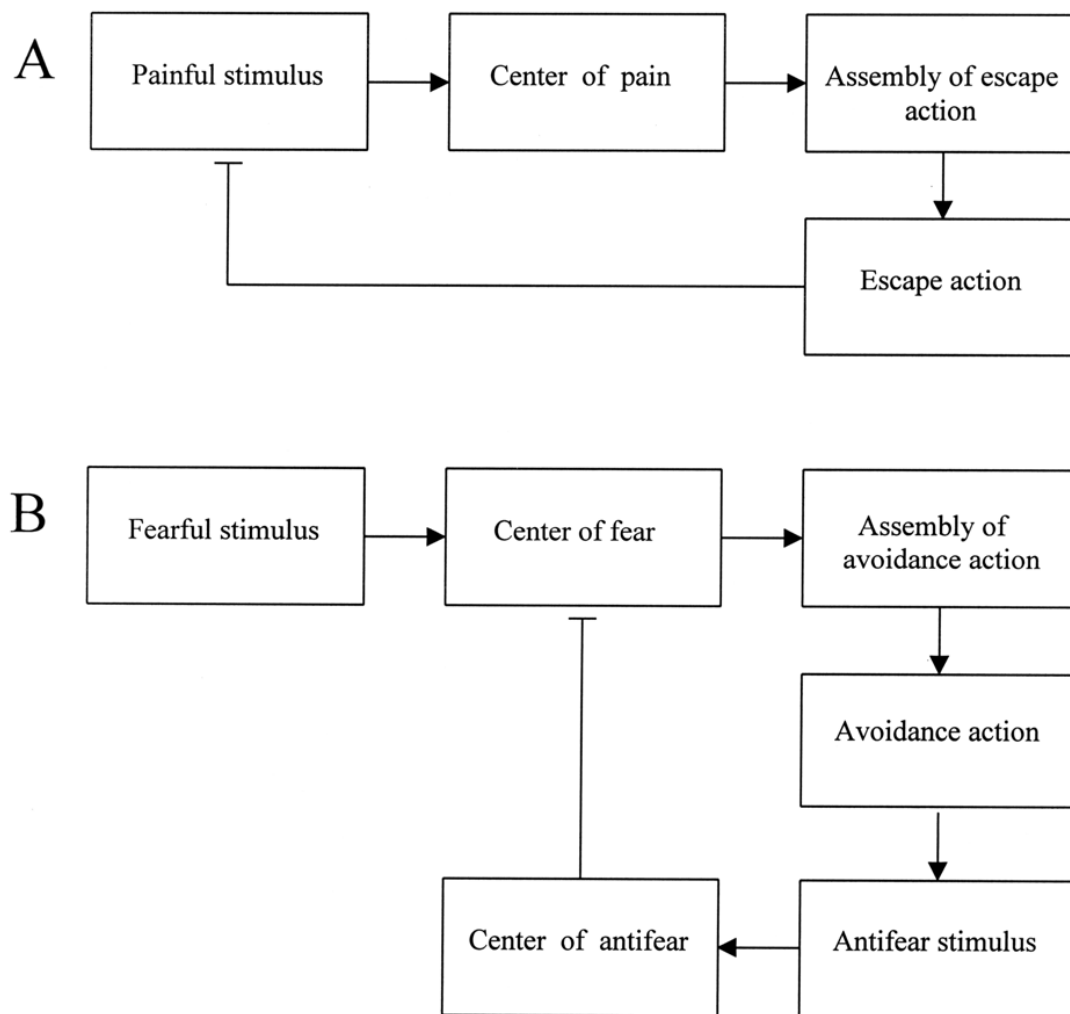 A
Painful stimulus
Center of pain
Assembly of escape
action
Escape action
B
Fearful stimulus
Center of fear
Assembly of
avoidance action
Avoidance action
Center of antifear
Antifear stimulus